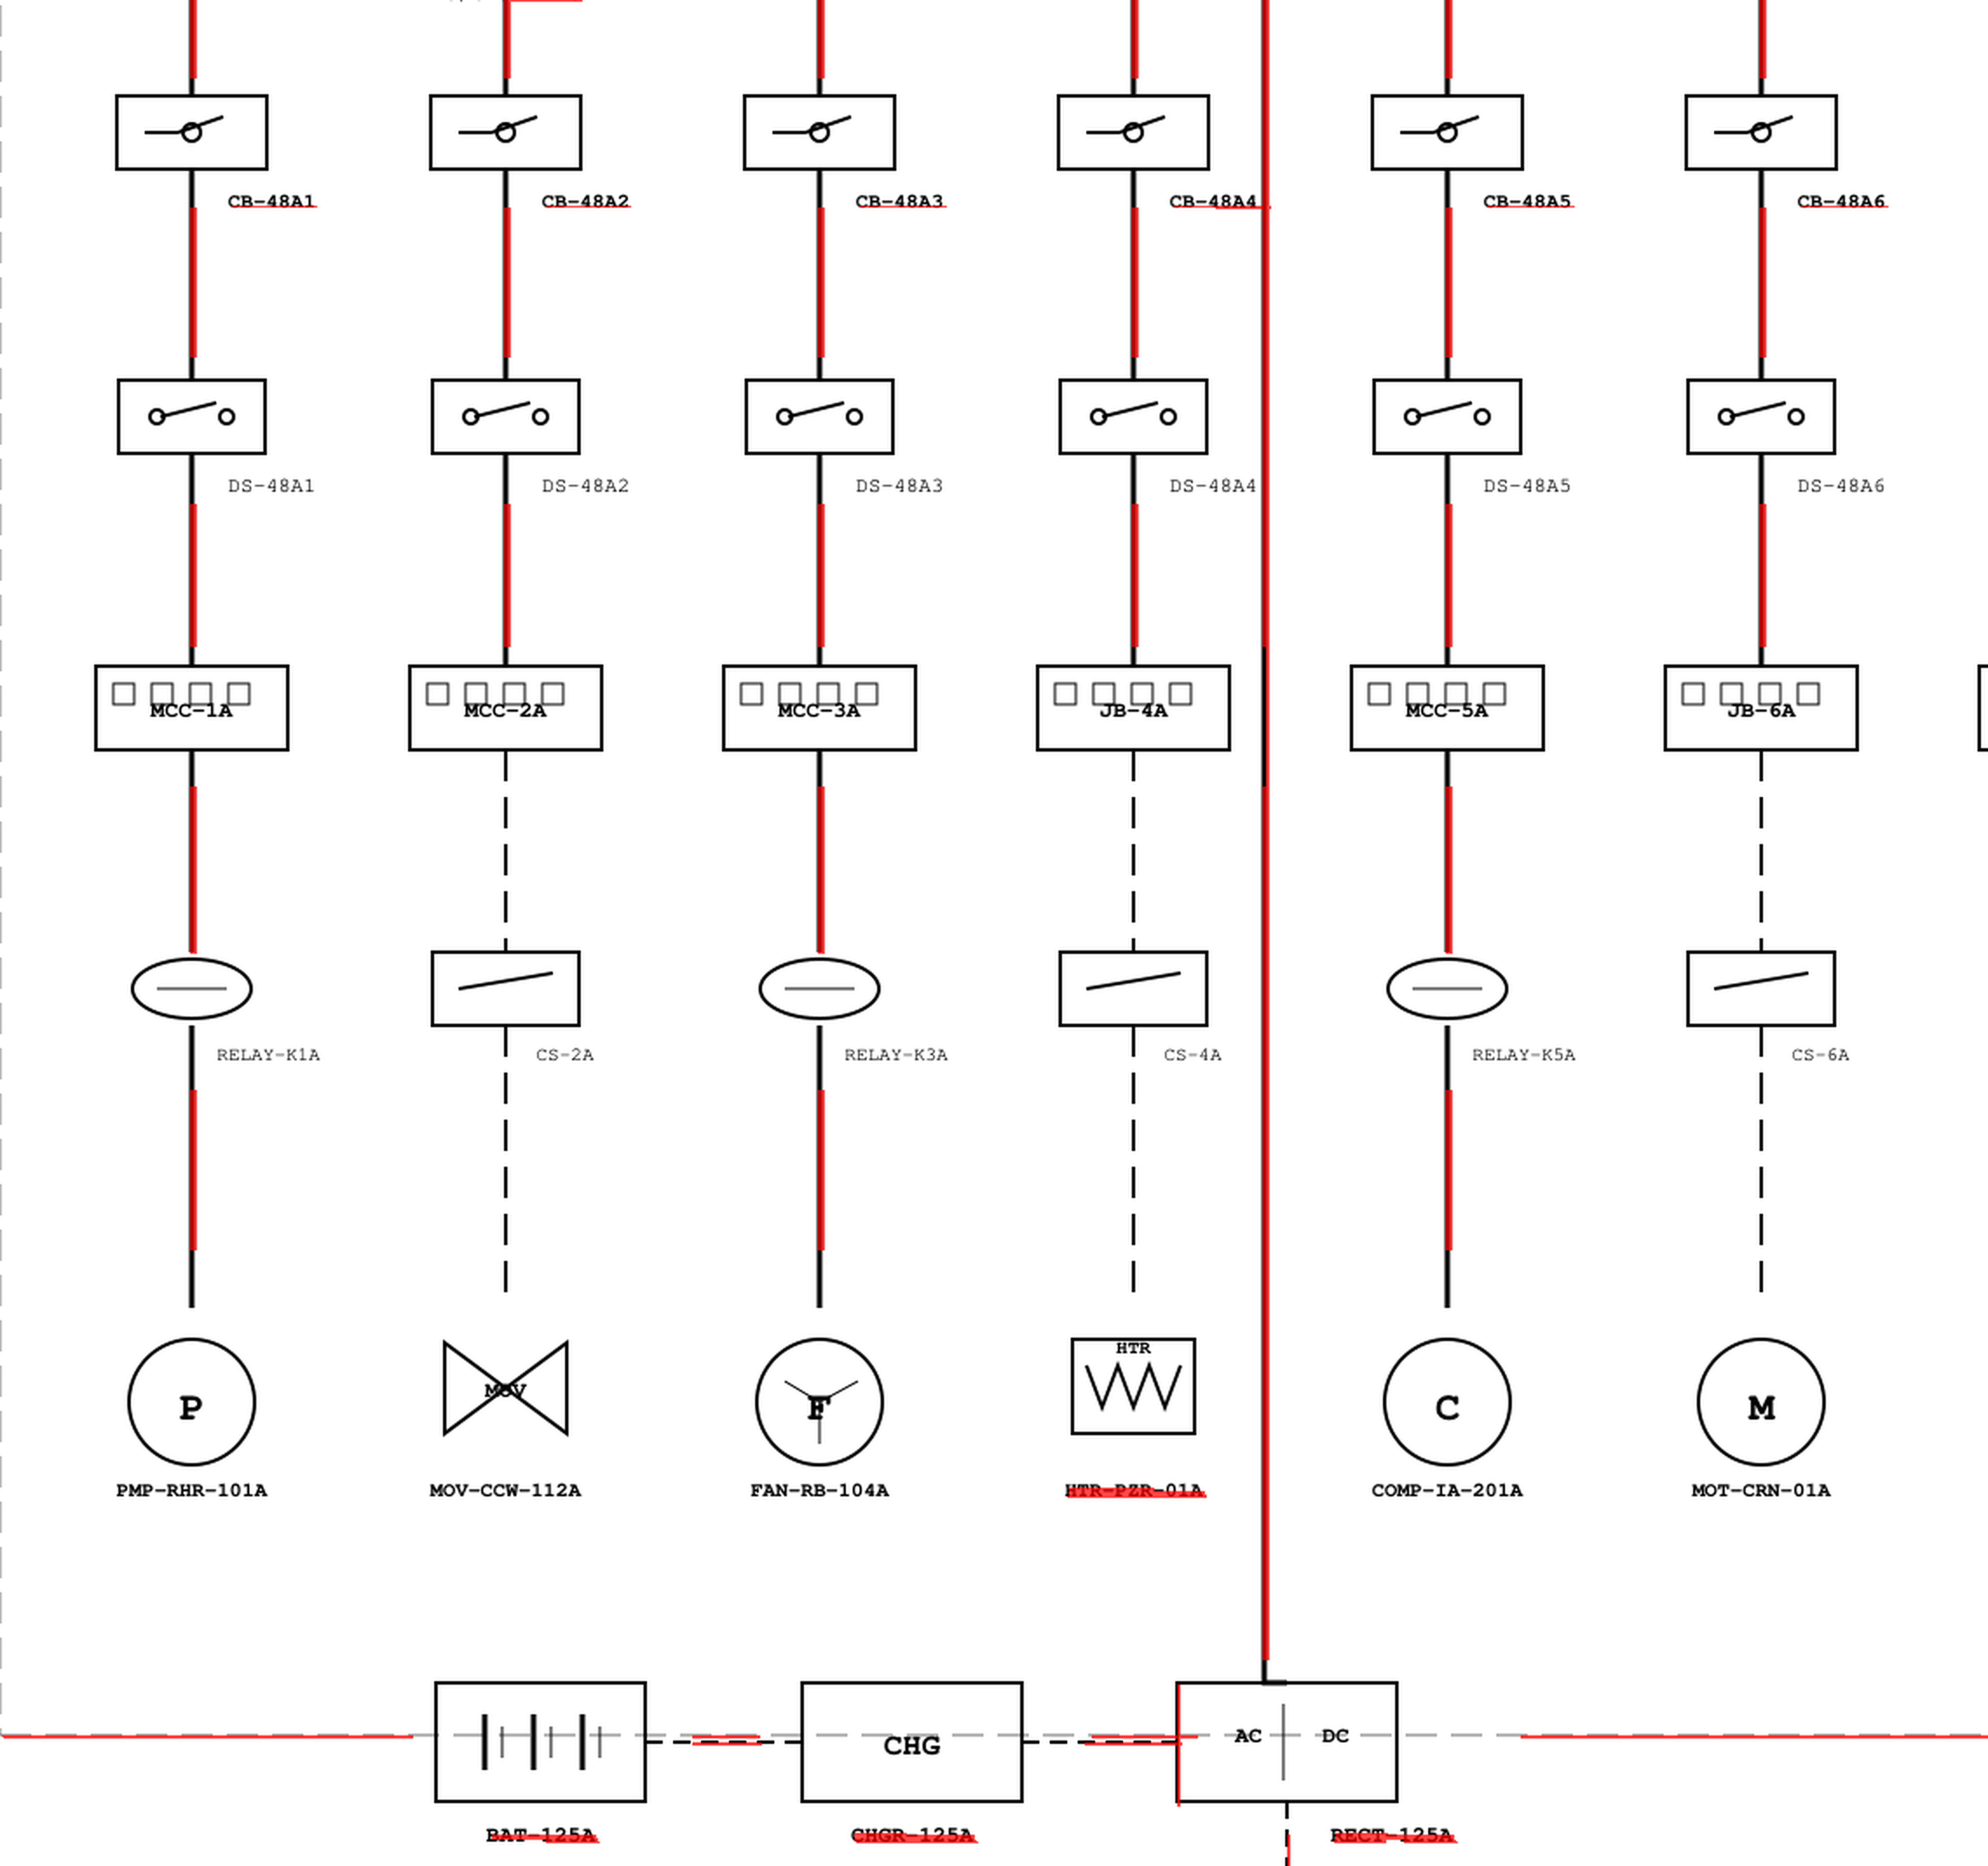 CB-48A1 CB-48A2 CB-48A3 CB-48A4 CB-48A5 CB-48A6
DS-48A1 DS-48A2 DS-48A3 DS-48A4 DS-48A5 DS-48A6
MCC-1A MCC-2A MCC-3A JB-4A MCC-5A JB-6A
RELAY-K1A CS-2A RELAY-K3A CS-4A RELAY-K5A CS-6A
HTR
P MOV F C M
PMP-RHR-101A MOV-CCW-112A FAN-RB-104A HTR-PZR-01A COMP-IA-201A MOT-CRN-01A
CHG AC DC
BAT-125A CHGR-125A RECT-125A